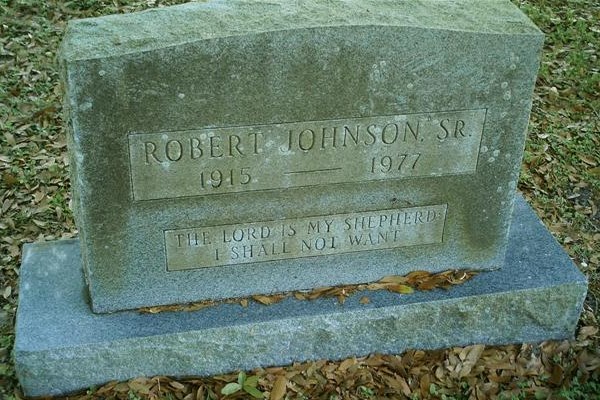 ROBERT JOHNSON, SR.
1915 — 1977
THE LORD IS MY SHEPHERD:
I SHALL NOT WANT